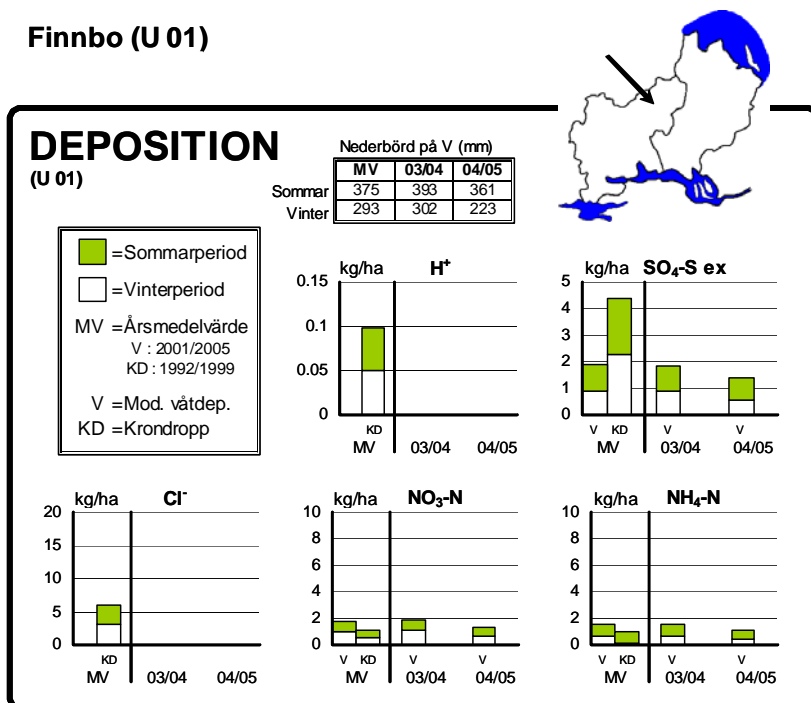 Finnbo (U 01)
DEPOSITION
(U 01)
Nederbörd på V (mm)
MV 03/04 04/05
Sommar 375 393 361
Vinter 293 302 223
=Sommarperiod
=Vinterperiod
MV =Årsmedelvärde
V : 2001/2005
KD : 1992/1999
V =Mod. våtdep.
KD =Krondropp
kg/ha H⁺
0.15
0.1
0.05
0
KD
MV 03/04 04/05
kg/ha SO₄-S ex
5
4
3
2
1
0
V KD V V
MV 03/04 04/05
kg/ha Cl⁻
20
15
10
5
0
KD
MV 03/04 04/05
kg/ha NO₃-N
10
8
6
4
2
0
V KD V V
MV 03/04 04/05
kg/ha NH₄-N
10
8
6
4
2
0
V KD V V
MV 03/04 04/05